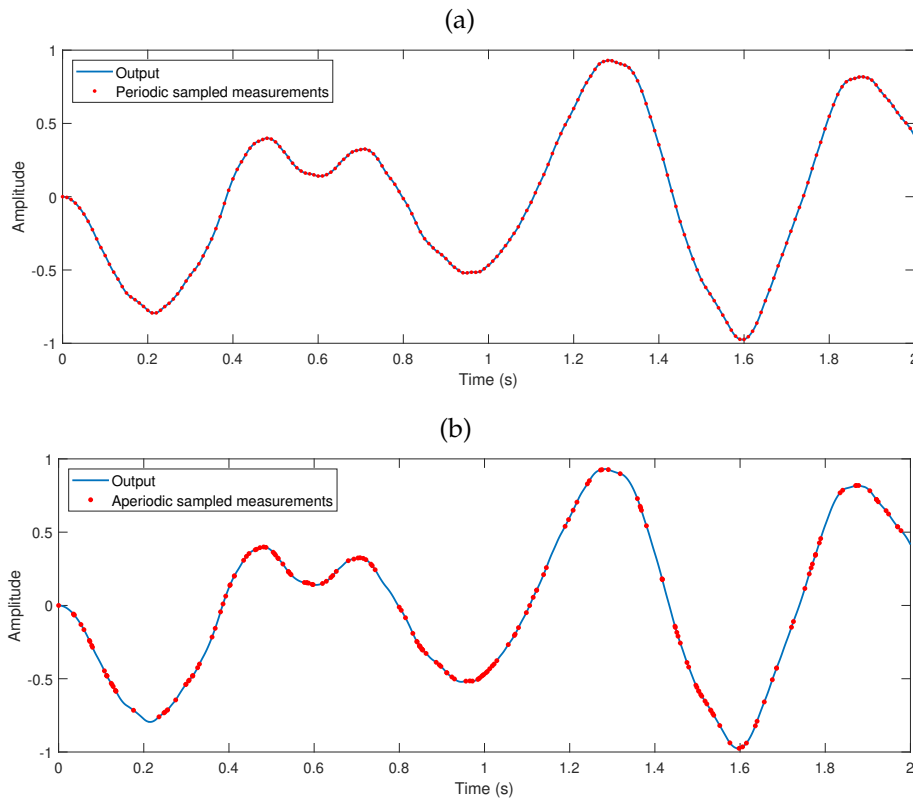 (a)
1
0.5
0
-0.5
-1
Amplitude
Output
Periodic sampled measurements
0 0.2 0.4 0.6 0.8 1 1.2 1.4 1.6 1.8 2
Time (s)
(b)
1
0.5
0
-0.5
-1
Amplitude
Output
Aperiodic sampled measurements
0 0.2 0.4 0.6 0.8 1 1.2 1.4 1.6 1.8 2
Time (s)